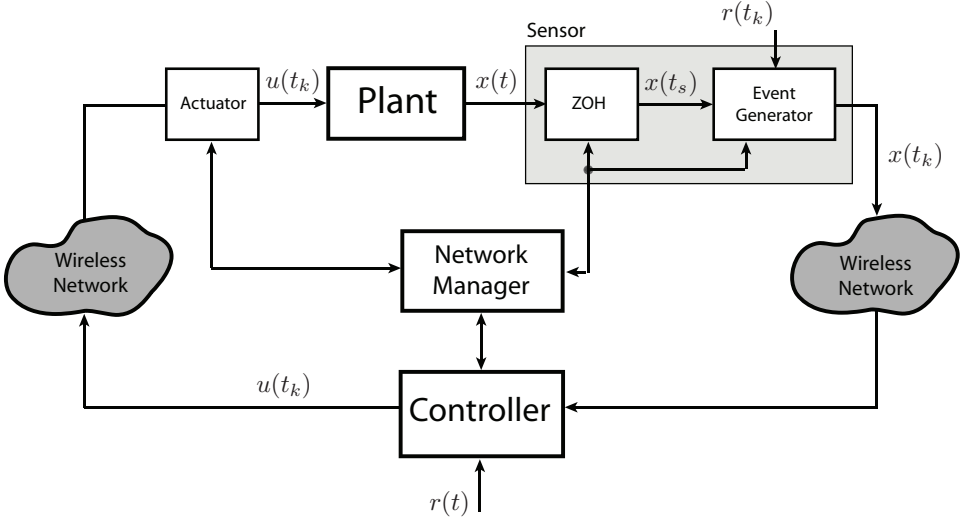 r(t_k)
Sensor
u(t_k)
x(t)
x(t_s)
Actuator
Plant
ZOH
Event
Generator
x(t_k)
Wireless
Network
Network
Manager
Wireless
Network
u(t_k)
Controller
r(t)